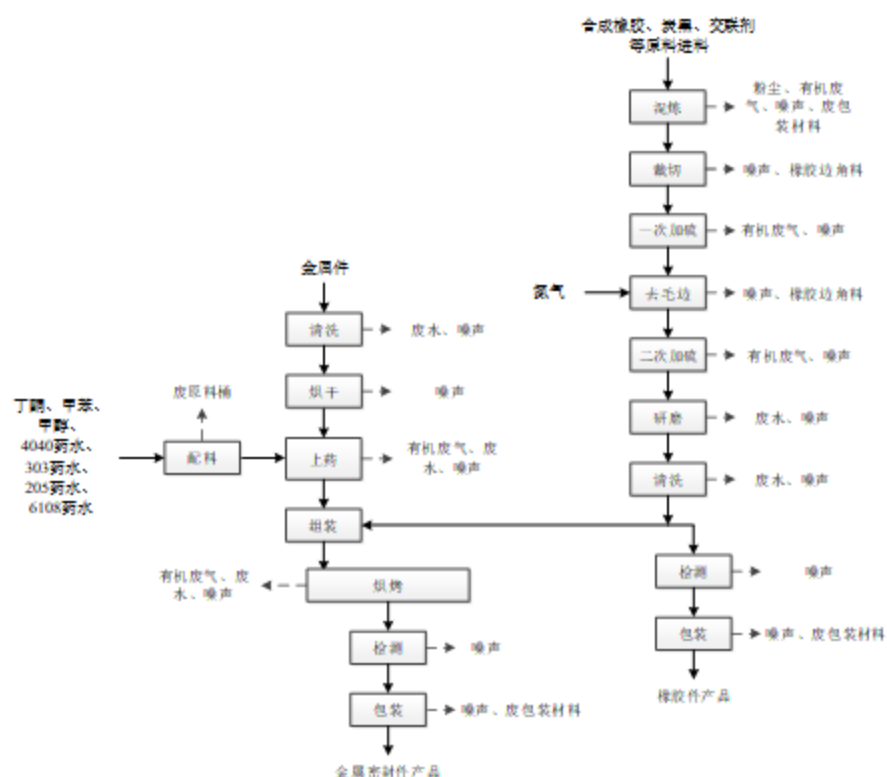 合成橡胶、炭黑、交联剂
等原料进料
混炼
粉尘、有机废
气、噪声、废包
装材料
裁切
噪声、橡胶边角料
一次加硫
有机废气、噪声
氮气
去毛边
噪声、橡胶边角料
二次加硫
有机废气、噪声
研磨
废水、噪声
清洗
废水、噪声
金属件
清洗
废水、噪声
烘干
噪声
丁酮、甲苯、
甲醇、
4040药水、
303药水、
205药水、
6108药水
废原料桶
配料
上药
有机废气、废
水、噪声
组装
有机废气、废
水、噪声
烘烤
检测
噪声
包装
噪声、废包装材料
金属密封件产品
检测
噪声
包装
噪声、废包装材料
橡胶件产品